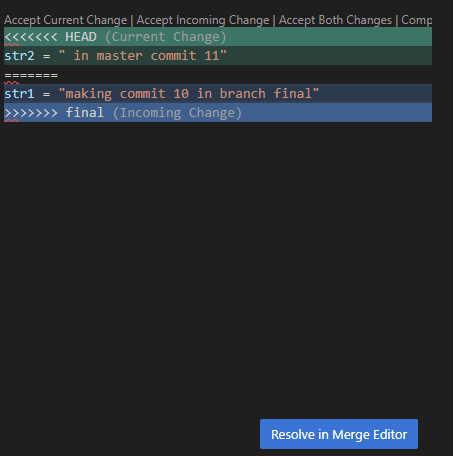 Accept Current Change | Accept Incoming Change | Accept Both Changes | Comp
<<<<<<< HEAD (Current Change)
str2 = " in master commit 11"
=======
str1 = "making commit 10 in branch final"
>>>>>>> final (Incoming Change)
Resolve in Merge Editor